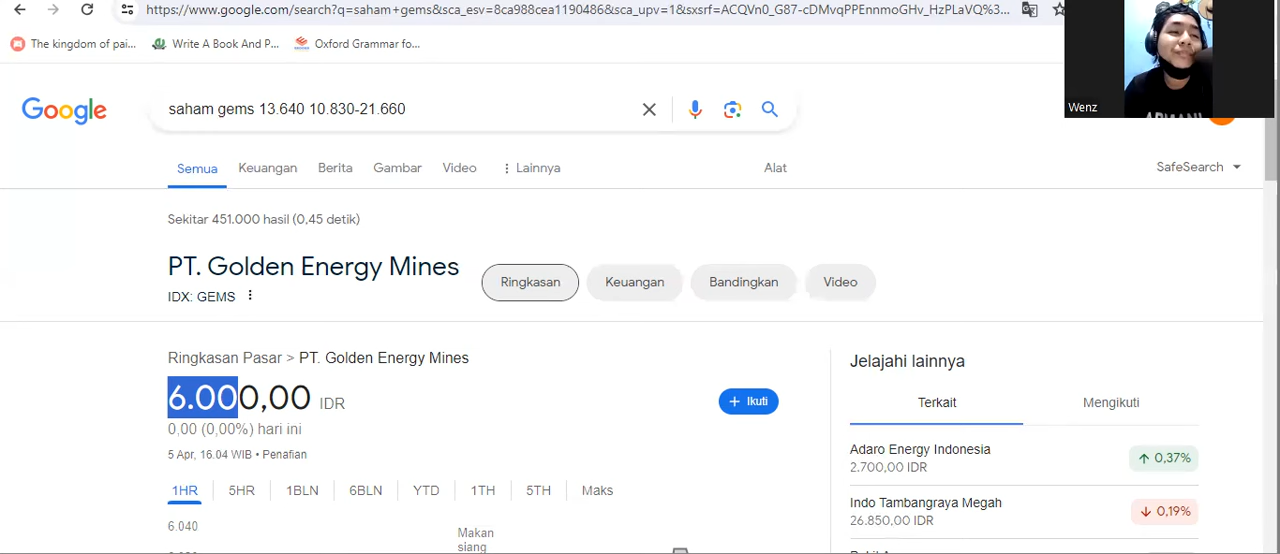 https://www.google.com/search?q=saham+gems&sca_esv=8ca988cea1190486&sca_upv=1&sxsrf=ACQVn0_G87-cDMvqPPEnnmoGHv_HzPLaVQ%3...
The kingdom of pai...
Write A Book And P...
Oxford Grammar fo...
Wenz
Google
saham gems 13.640 10.830-21.660
Semua
Keuangan
Berita
Gambar
Video
Lainnya
Alat
SafeSearch
Sekitar 451.000 hasil (0,45 detik)
PT. Golden Energy Mines
IDX: GEMS
Ringkasan
Keuangan
Bandingkan
Video
Ringkasan Pasar > PT. Golden Energy Mines
6.000,00 IDR
+ Ikuti
0,00 (0,00%) hari ini
5 Apr, 16.04 WIB • Penafian
1HR
5HR
1BLN
6BLN
YTD
1TH
5TH
Maks
6.040
Makan
siang
Jelajahi lainnya
Terkait
Mengikuti
Adaro Energy Indonesia
2.700,00 IDR
↑ 0,37%
Indo Tambangraya Megah
26.850,00 IDR
↓ 0,19%